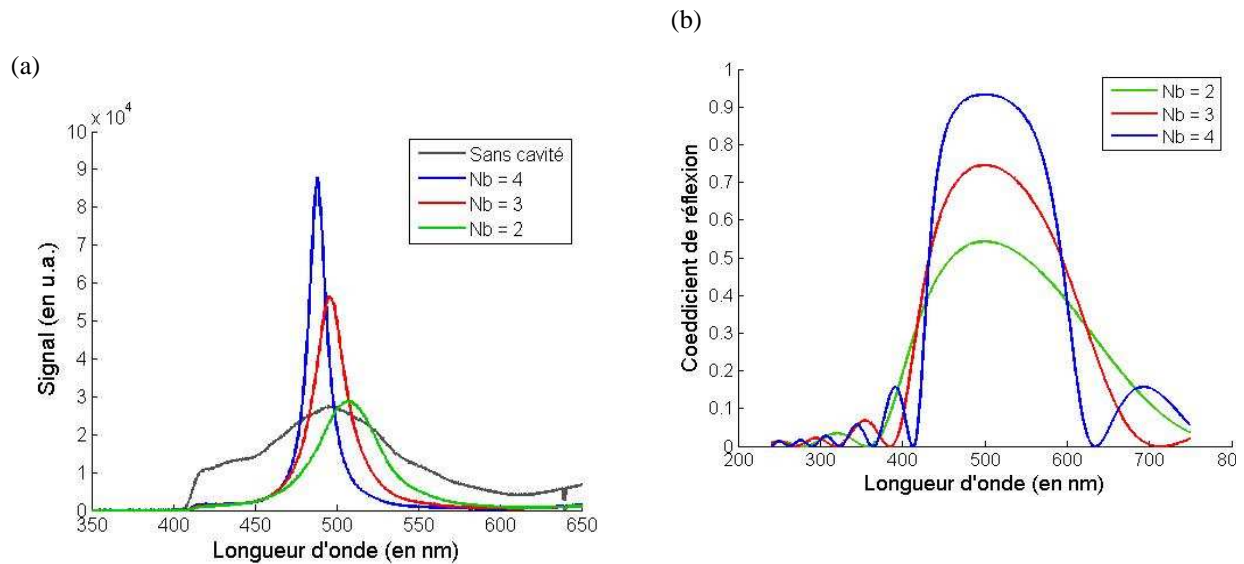 (a)
x 10^4
10
9
8
7
6
5
4
3
2
1
0
350
400
450
500
550
600
650
Signal (en u.a.)
Longueur d'onde (en nm)
Sans cavité
Nb = 4
Nb = 3
Nb = 2
(b)
1
0.9
0.8
0.7
0.6
0.5
0.4
0.3
0.2
0.1
0
200
300
400
500
600
700
80
Coeddicient de réflexion
Longueur d'onde (en nm)
Nb = 2
Nb = 3
Nb = 4